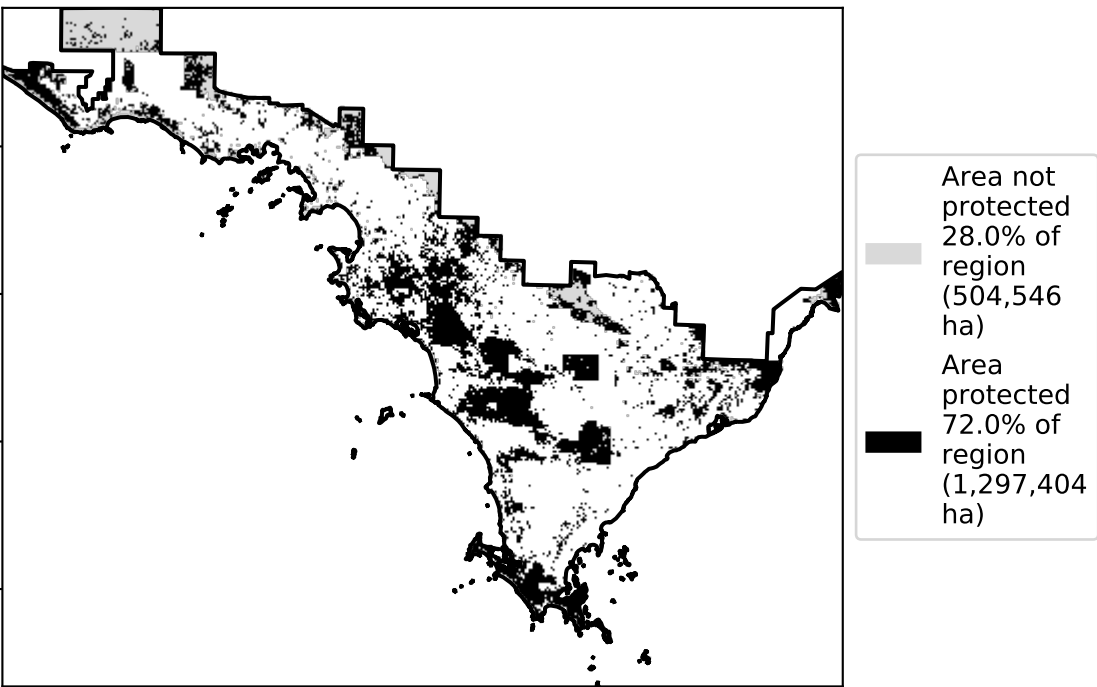 Area not
protected
28.0% of
region
(504,546
ha)
Area
protected
72.0% of
region
(1,297,404
ha)